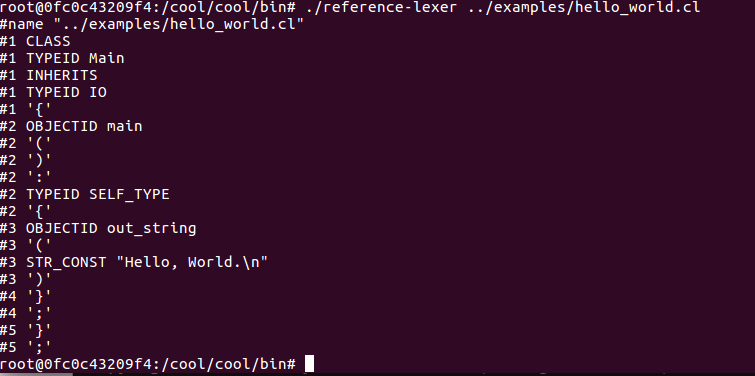 root@0fc0c43209f4:/cool/cool/bin# ./reference-lexer ../examples/hello_world.cl
#name "../examples/hello_world.cl"
#1 CLASS
#1 TYPEID Main
#1 INHERITS
#1 TYPEID IO
#1 '{'
#2 OBJECTID main
#2 '('
#2 ')'
#2 ':'
#2 TYPEID SELF_TYPE
#2 '{'
#3 OBJECTID out_string
#3 '('
#3 STR_CONST "Hello, World.\n"
#3 ')'
#4 '}'
#4 ';'
#5 '}'
#5 ';'
root@0fc0c43209f4:/cool/cool/bin#